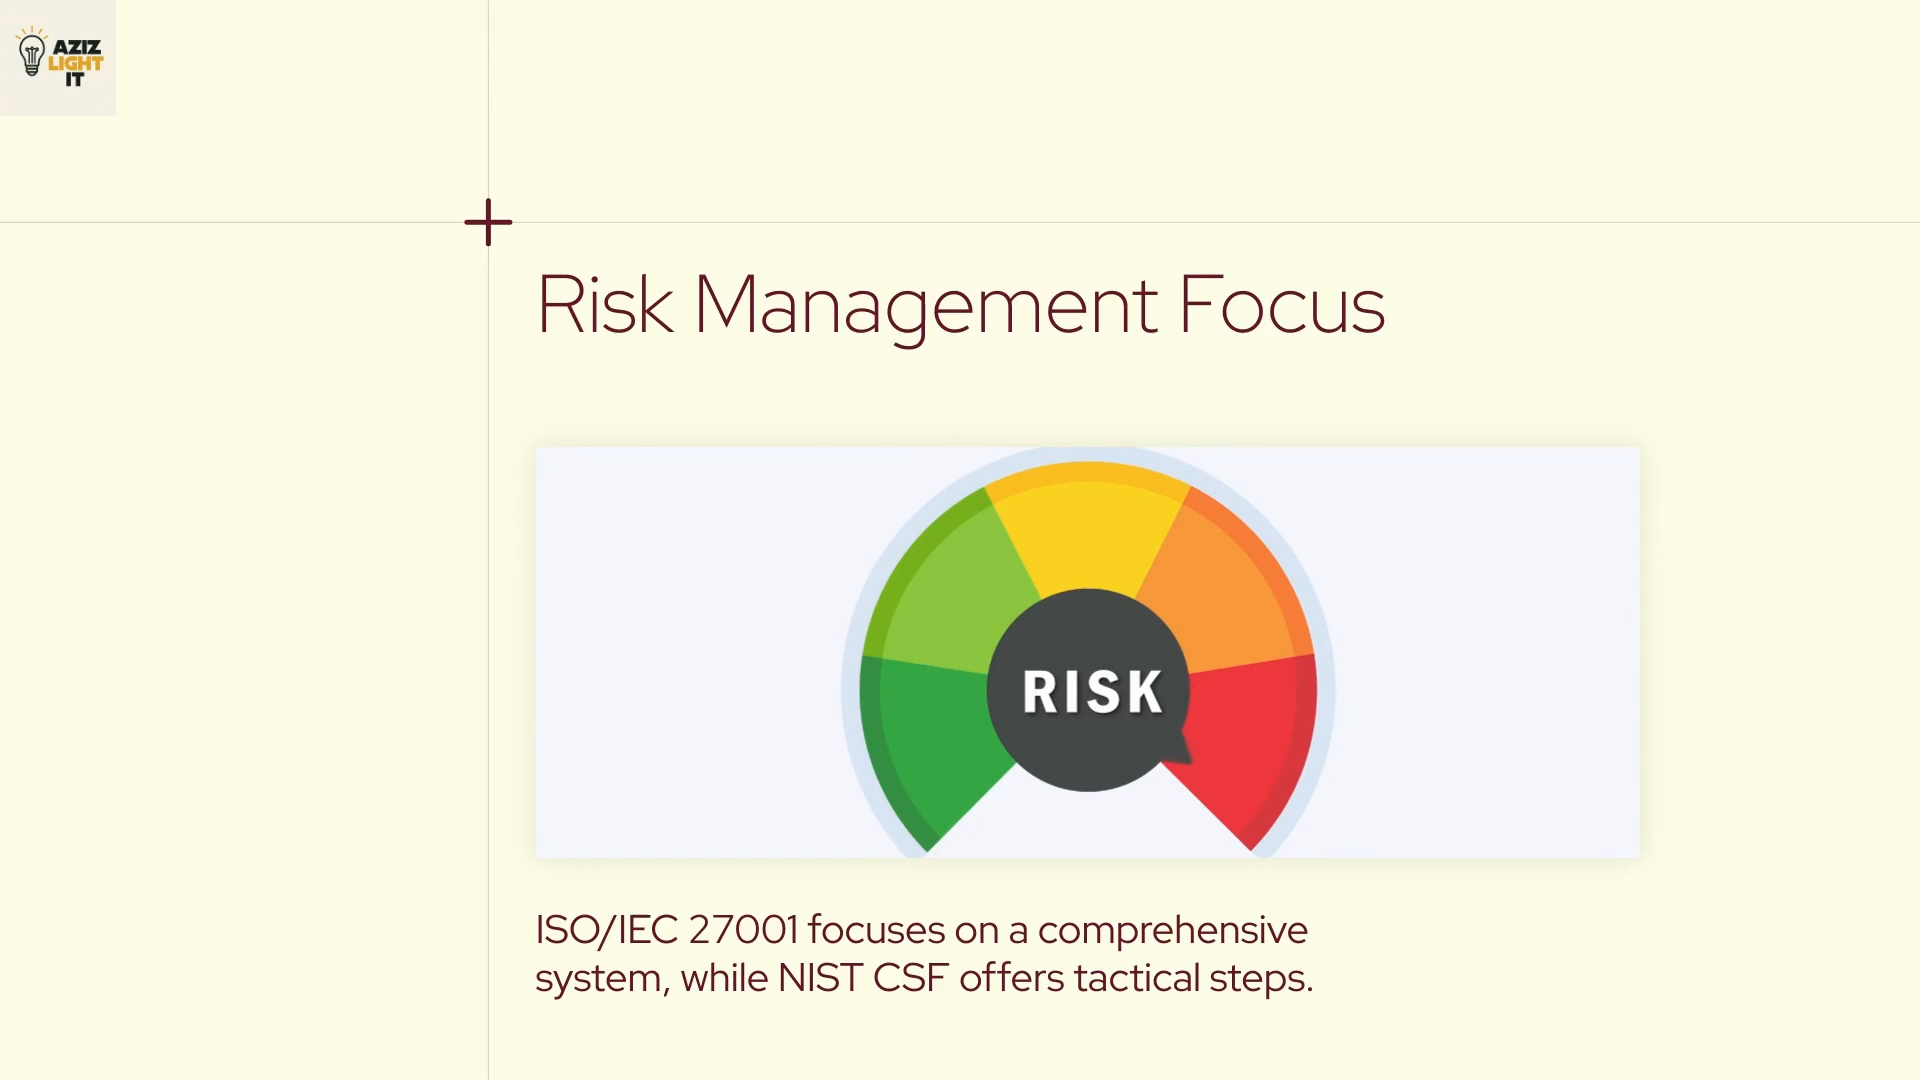 AZIZ
LIGHT
IT
Risk Management Focus
RISK
ISO/IEC 27001 focuses on a comprehensive
system, while NIST CSF offers tactical steps.